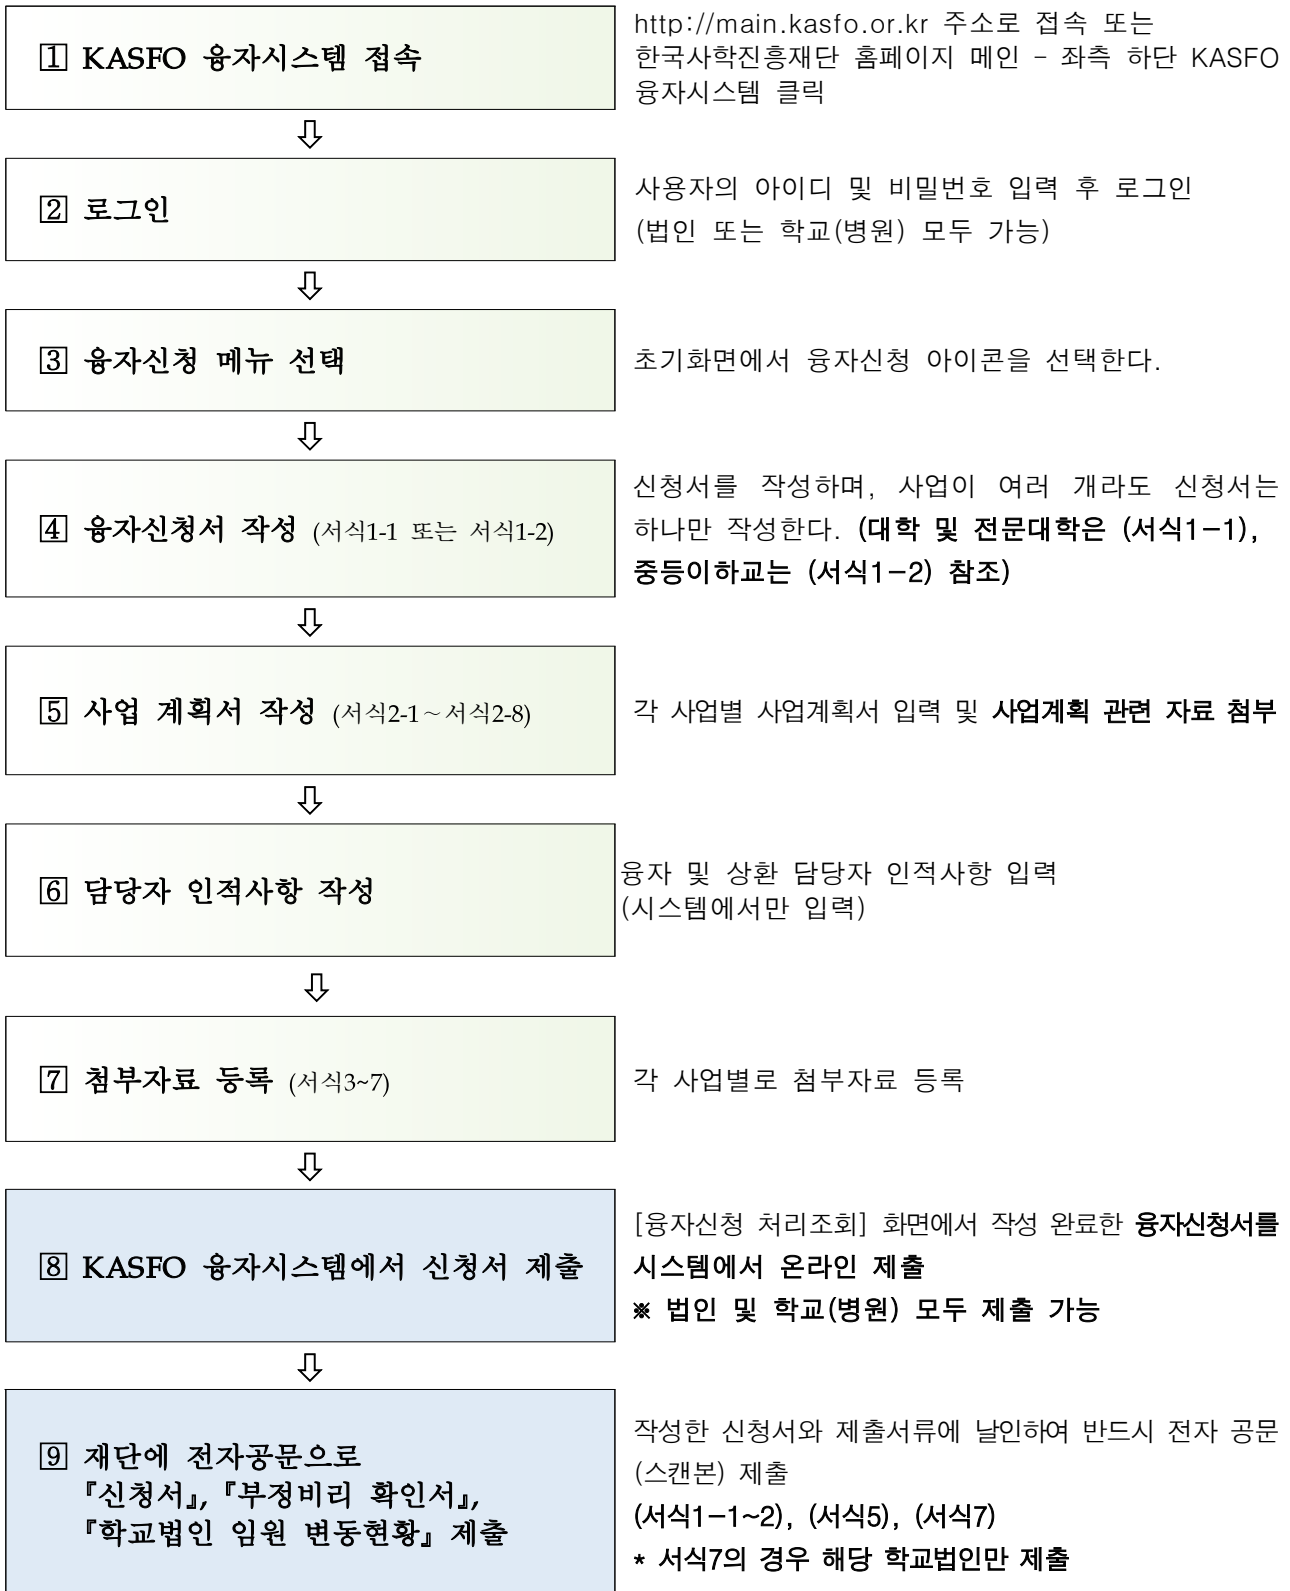 1 KASFO 융자시스템 접속
http://main.kasfo.or.kr 주소로 접속 또는
한국사학진흥재단 홈페이지 메인 - 좌측 하단 KASFO
융자시스템 클릭
⇩
2 로그인
사용자의 아이디 및 비밀번호 입력 후 로그인
(법인 또는 학교(병원) 모두 가능)
⇩
3 융자신청 메뉴 선택
초기화면에서 융자신청 아이콘을 선택한다.
⇩
4 융자신청서 작성 (서식1-1 또는 서식1-2)
신청서를 작성하며, 사업이 여러 개라도 신청서는
하나만 작성한다. (대학 및 전문대학은 (서식1-1),
중등이하교는 (서식1-2) 참조)
⇩
5 사업 계획서 작성 (서식2-1～서식2-8)
각 사업별 사업계획서 입력 및 사업계획 관련 자료 첨부
⇩
6 담당자 인적사항 작성
융자 및 상환 담당자 인적사항 입력
(시스템에서만 입력)
⇩
7 첨부자료 등록 (서식3~7)
각 사업별로 첨부자료 등록
⇩
8 KASFO 융자시스템에서 신청서 제출
[융자신청 처리조회] 화면에서 작성 완료한 융자신청서를
시스템에서 온라인 제출
※ 법인 및 학교(병원) 모두 제출 가능
⇩
9 재단에 전자공문으로
『신청서』, 『부정비리 확인서』,
『학교법인 임원 변동현황』 제출
작성한 신청서와 제출서류에 날인하여 반드시 전자 공문
(스캔본) 제출
(서식1-1~2), (서식5), (서식7)
* 서식7의 경우 해당 학교법인만 제출